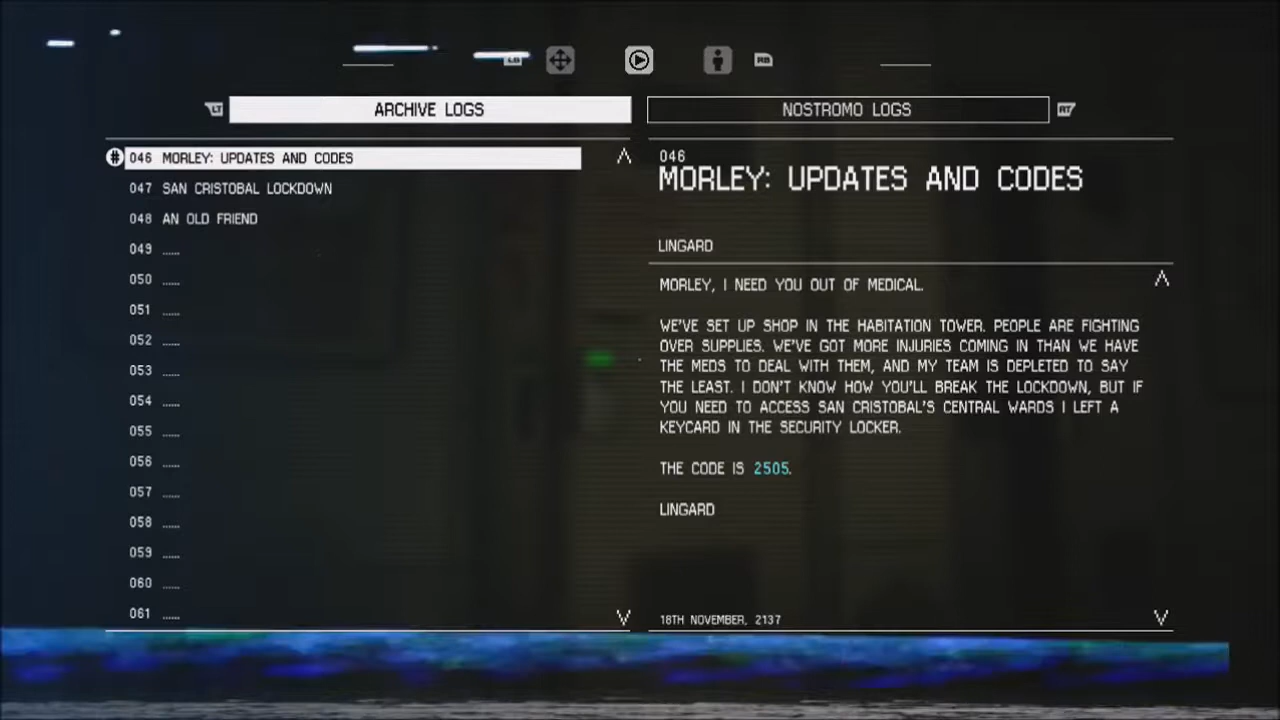 LB
RB
LT
ARCHIVE LOGS
NOSTROMO LOGS
RT
# 046 MORLEY: UPDATES AND CODES
047 SAN CRISTOBAL LOCKDOWN
048 AN OLD FRIEND
049 ......
050 ......
051 ......
052 ......
053 ......
054 ......
055 ......
056 ......
057 ......
058 ......
059 ......
060 ......
061 ......
046
MORLEY: UPDATES AND CODES
LINGARD
MORLEY, I NEED YOU OUT OF MEDICAL.
WE'VE SET UP SHOP IN THE HABITATION TOWER. PEOPLE ARE FIGHTING
OVER SUPPLIES. WE'VE GOT MORE INJURIES COMING IN THAN WE HAVE
THE MEDS TO DEAL WITH THEM, AND MY TEAM IS DEPLETED TO SAY
THE LEAST. I DON'T KNOW HOW YOU'LL BREAK THE LOCKDOWN, BUT IF
YOU NEED TO ACCESS SAN CRISTOBAL'S CENTRAL WARDS I LEFT A
KEYCARD IN THE SECURITY LOCKER.
THE CODE IS 2505.
LINGARD
18TH NOVEMBER, 2137